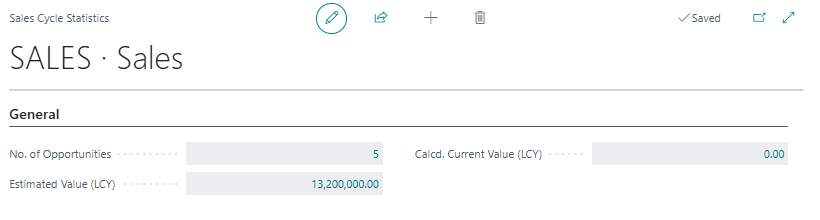 Sales Cycle Statistics
Saved
SALES · Sales
General
No. of Opportunities 5
Calcd. Current Value (LCY) 0.00
Estimated Value (LCY) 13,200,000.00